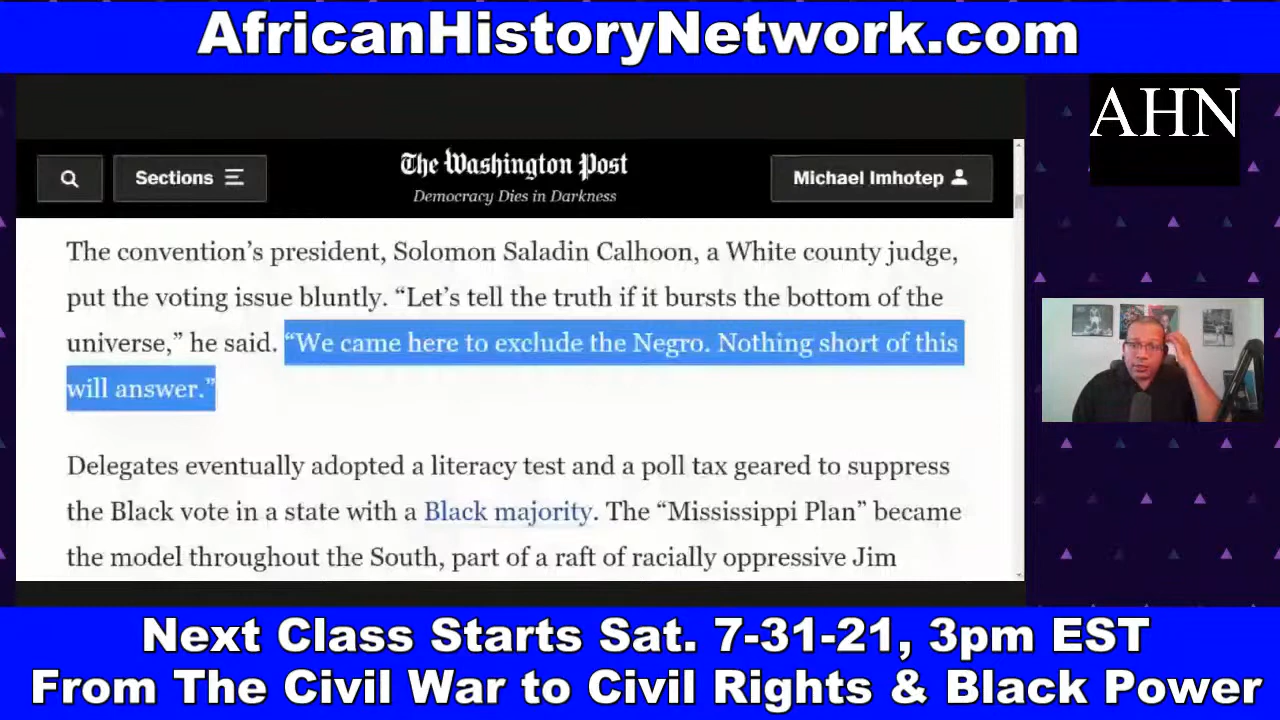 AfricanHistoryNetwork.com
AHN
Sections
The Washington Post
Democracy Dies in Darkness
Michael Imhotep
The convention’s president, Solomon Saladin Calhoon, a White county judge,
put the voting issue bluntly. “Let’s tell the truth if it bursts the bottom of the
universe,” he said. “We came here to exclude the Negro. Nothing short of this
will answer.”
Delegates eventually adopted a literacy test and a poll tax geared to suppress
the Black vote in a state with a Black majority. The “Mississippi Plan” became
the model throughout the South, part of a raft of racially oppressive Jim
Next Class Starts Sat. 7-31-21, 3pm EST
From The Civil War to Civil Rights & Black Power